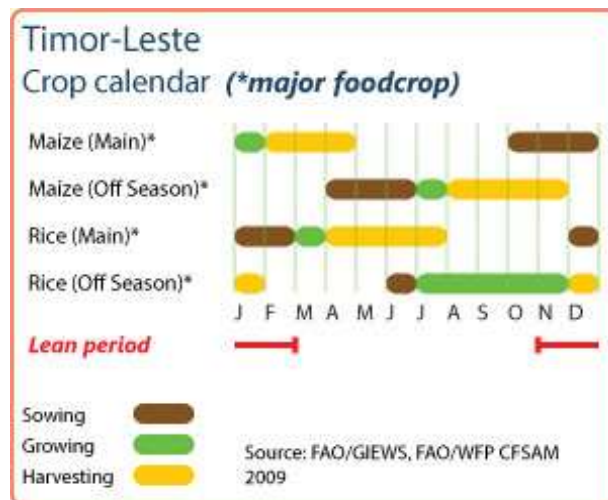 Timor-Leste
Crop calendar (*major foodcrop)
Maize (Main)*
Maize (Off Season)*
Rice (Main)*
Rice (Off Season)*
J F M A M J J A S O N D
Lean period
Sowing
Growing
Harvesting
Source: FAO/GIEWS, FAO/WFP CFSAM
2009